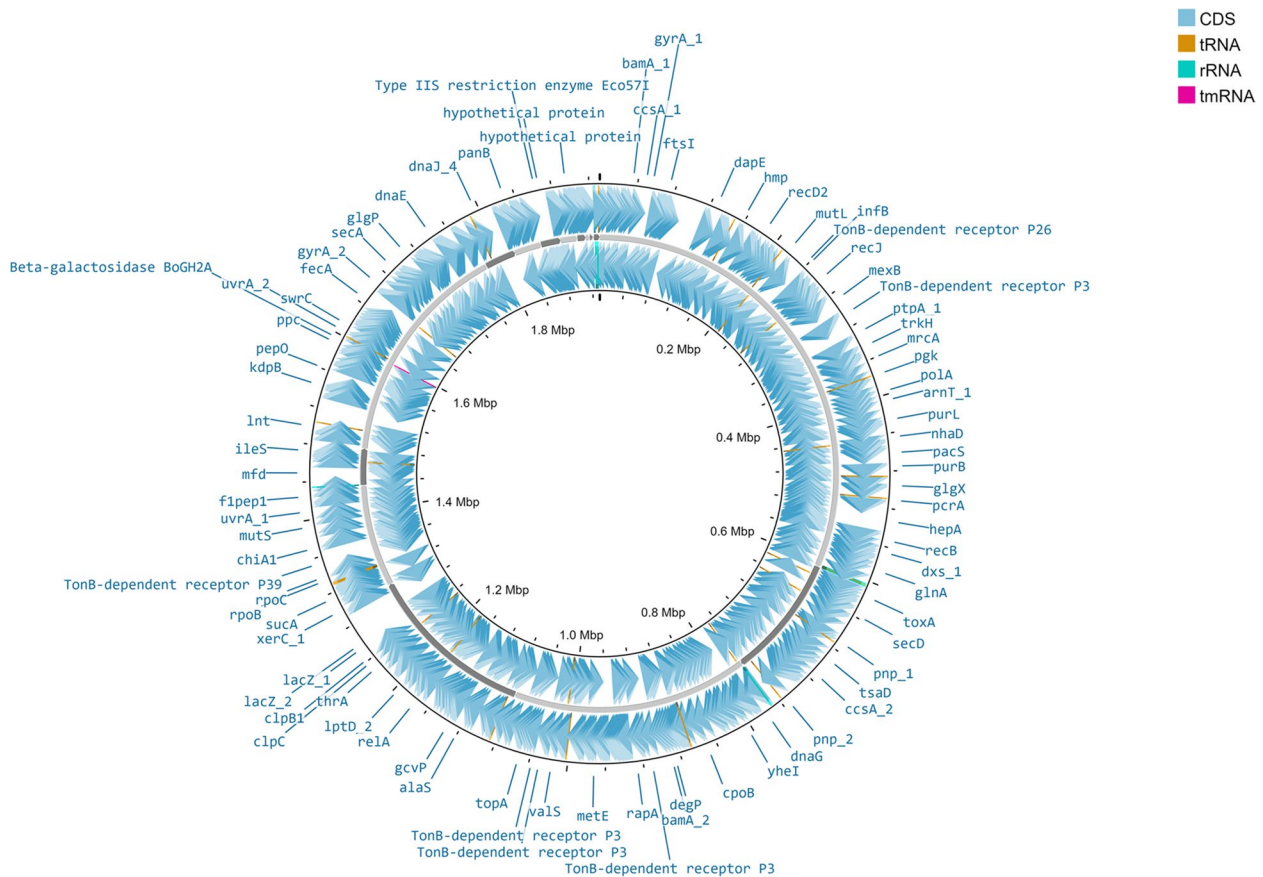 CDS
tRNA
rRNA
tmRNA
gyrA_1
bamA_1
Type IIS restriction enzyme Eco57I
ccsA_1
hypothetical protein
hypothetical protein
ftsI
panB
dnaJ_4
dnaE
glgP
secA
gyrA_2
fecA
Beta-galactosidase BoGH2A
uvrA_2
swrC
ppc
pepO
kdpB
lnt
ileS
mfd
f1pep1
uvrA_1
mutS
chiA1
TonB-dependent receptor P39
rpoC
rpoB
sucA
xerC_1
lacZ_1
lacZ_2
thrA
clpB1
clpC
lptD_2
relA
gcvP
alaS
topA
TonB-dependent receptor P3
TonB-dependent receptor P3
valS
metE
TonB-dependent receptor P3
rapA
bamA_2
degP
cpoB
yheI
dnaG
pnp_2
ccsA_2
tsaD
pnp_1
secD
toxA
glnA
dxs_1
recB
hepA
pcrA
glgX
purB
pacS
nhaD
purL
arnT_1
polA
pgk
mrcA
trkH
ptpA_1
TonB-dependent receptor P3
mexB
recJ
TonB-dependent receptor P26
infB
mutL
recD2
hmp
dapE
0.2 Mbp
0.4 Mbp
0.6 Mbp
0.8 Mbp
1.0 Mbp
1.2 Mbp
1.4 Mbp
1.6 Mbp
1.8 Mbp